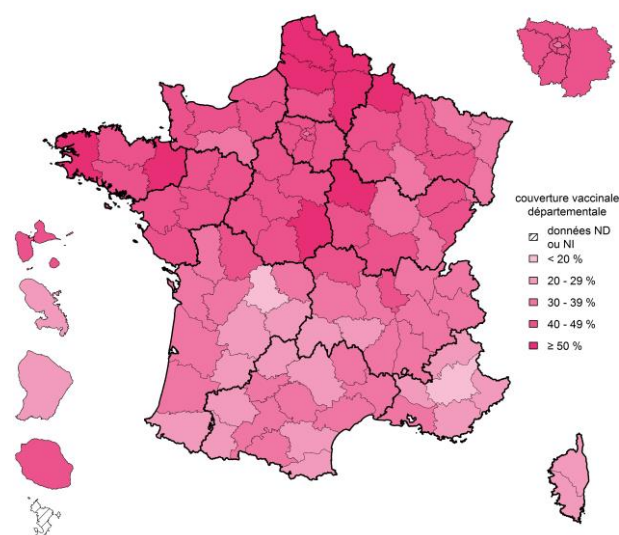 couverture vaccinale
départementale
données ND
ou NI
< 20 %
20 - 29 %
30 - 39 %
40 - 49 %
≥ 50 %